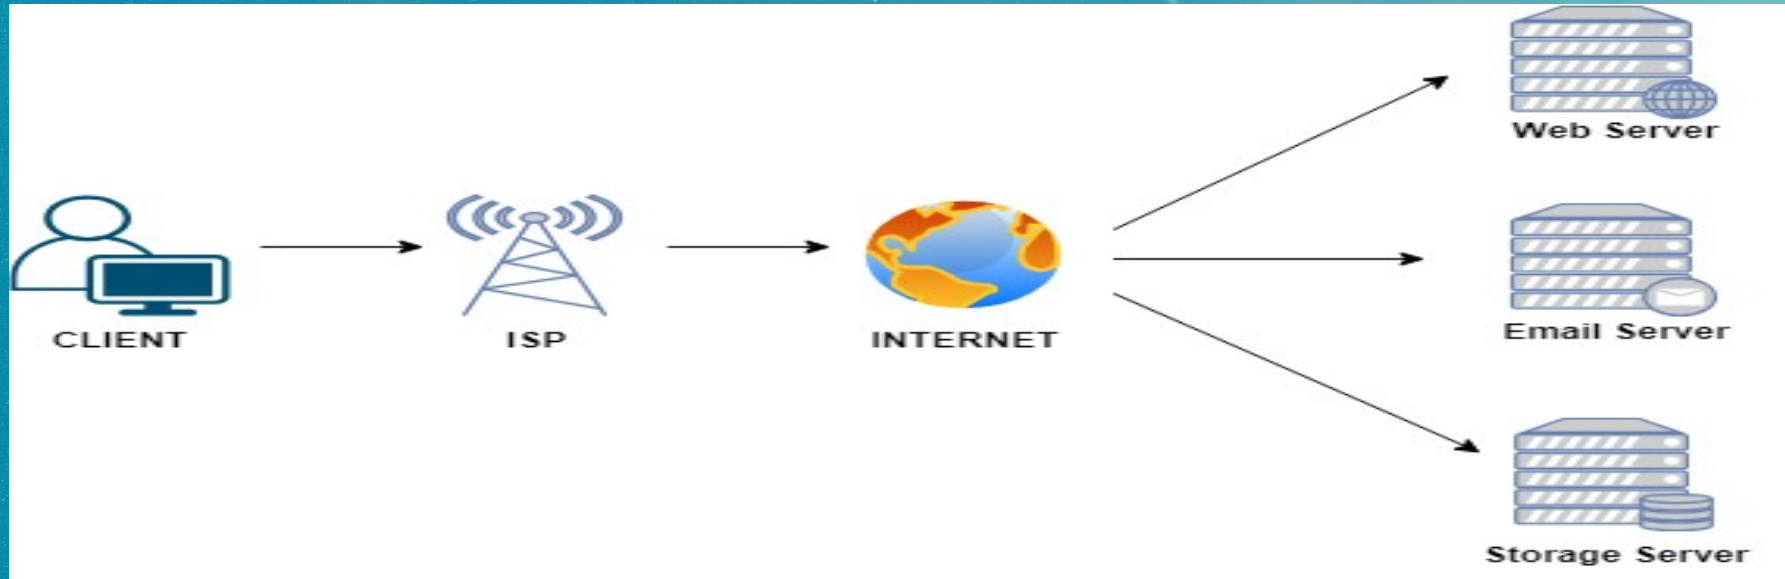 Web Server
CLIENT
ISP
INTERNET
Email Server
Storage Server